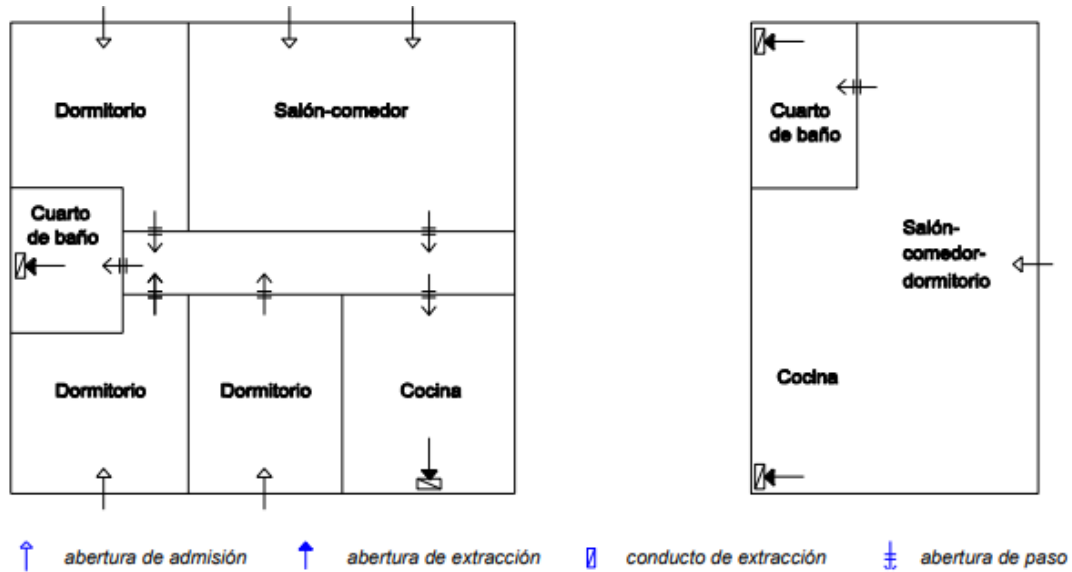 Dormitorio
Salón-comedor
Cuarto
de baño
Dormitorio
Dormitorio
Cocina
Cuarto
de baño
Salón-
comedor-
dormitorio
Cocina
abertura de admisión
abertura de extracción
conducto de extracción
abertura de paso